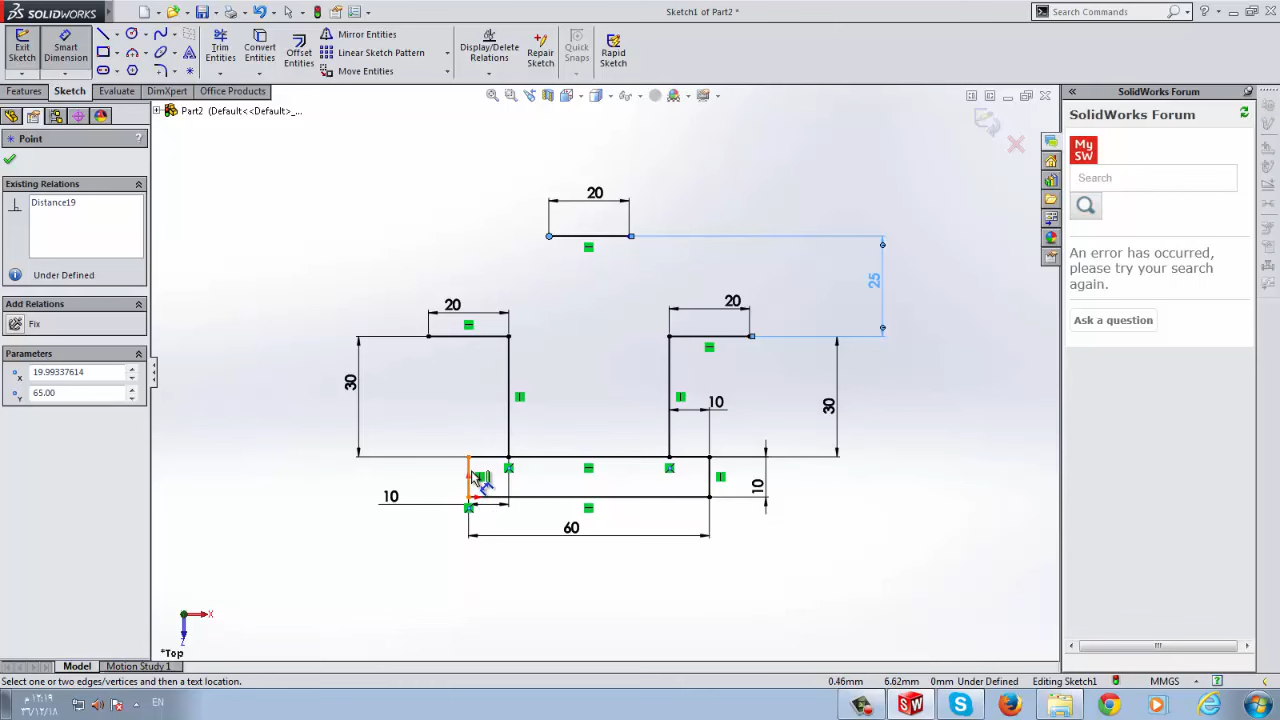 SOLIDWORKS
Sketch1 of Part2 *
Search Commands
Exit Sketch
Smart Dimension
Trim Entities
Convert Entities
Offset Entities
Mirror Entities
Linear Sketch Pattern
Move Entities
Display/Delete Relations
Repair Sketch
Quick Snaps
Rapid Sketch
Features
Sketch
Evaluate
DimXpert
Office Products
Part2 (Default<<Default>_...
Point
?
Existing Relations
Distance19
Under Defined
Add Relations
Fix
Parameters
19.99337614
65.00
20
25
20
20
30
10
30
10
10
60
X
Z
*Top
SolidWorks Forum
SolidWorks Forum
My SW
Search
An error has occurred, please try your search again.
Ask a question
Model
Motion Study 1
Select one or two edges/vertices and then a text location.
0.46mm
6.62mm
0mm
Under Defined
Editing Sketch1
MMGS
EN